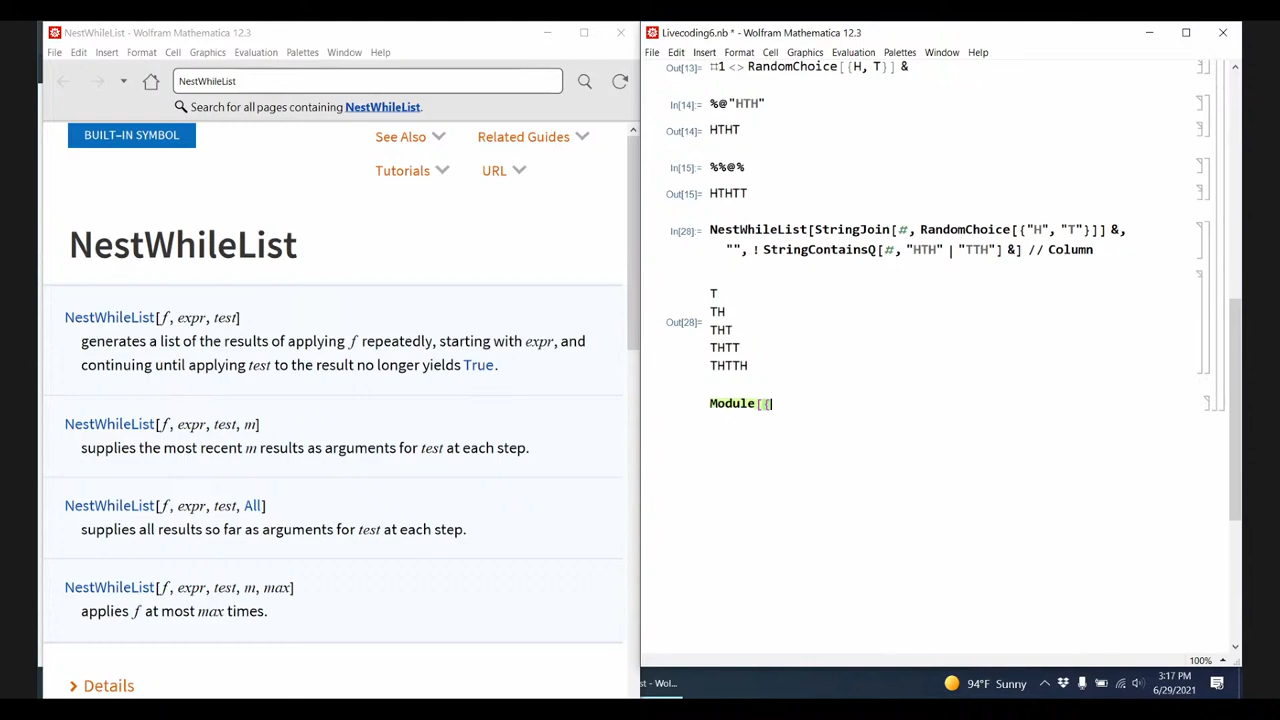 NestWhileList - Wolfram Mathematica 12.3
File Edit Insert Format Cell Graphics Evaluation Palettes Window Help
NestWhileList
Search for all pages containing NestWhileList.
BUILT-IN SYMBOL
See Also
Related Guides
Tutorials
URL
NestWhileList
NestWhileList[f, expr, test]
generates a list of the results of applying f repeatedly, starting with expr, and
continuing until applying test to the result no longer yields True.
NestWhileList[f, expr, test, m]
supplies the most recent m results as arguments for test at each step.
NestWhileList[f, expr, test, All]
supplies all results so far as arguments for test at each step.
NestWhileList[f, expr, test, m, max]
applies f at most max times.
Details
Livecoding6.nb * - Wolfram Mathematica 12.3
File Edit Insert Format Cell Graphics Evaluation Palettes Window Help
Out[13]= #1 <> RandomChoice[{H, T}] &
In[14]:= %@"HTH"
Out[14]= HTHT
In[15]:= %%@%
Out[15]= HTHTT
In[28]:= NestWhileList[StringJoin[#, RandomChoice[{"H", "T"}]] &,
"", ! StringContainsQ[#, "HTH" | "TTH"] &] // Column
T
TH
Out[28]=
THT
THTT
THTTH
Module[{
100%
st - Wol...
94°F Sunny
3:17 PM
6/29/2021